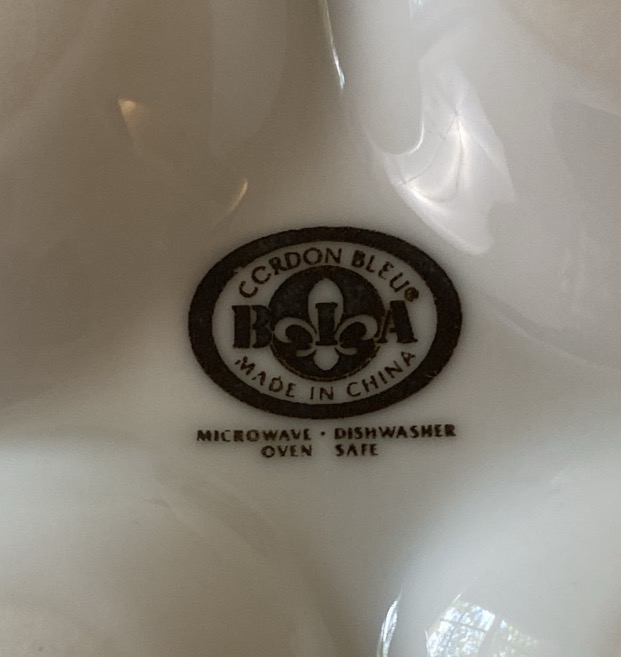 CORDON BLEU®
BIA
MADE IN CHINA
MICROWAVE · DISHWASHER
OVEN SAFE